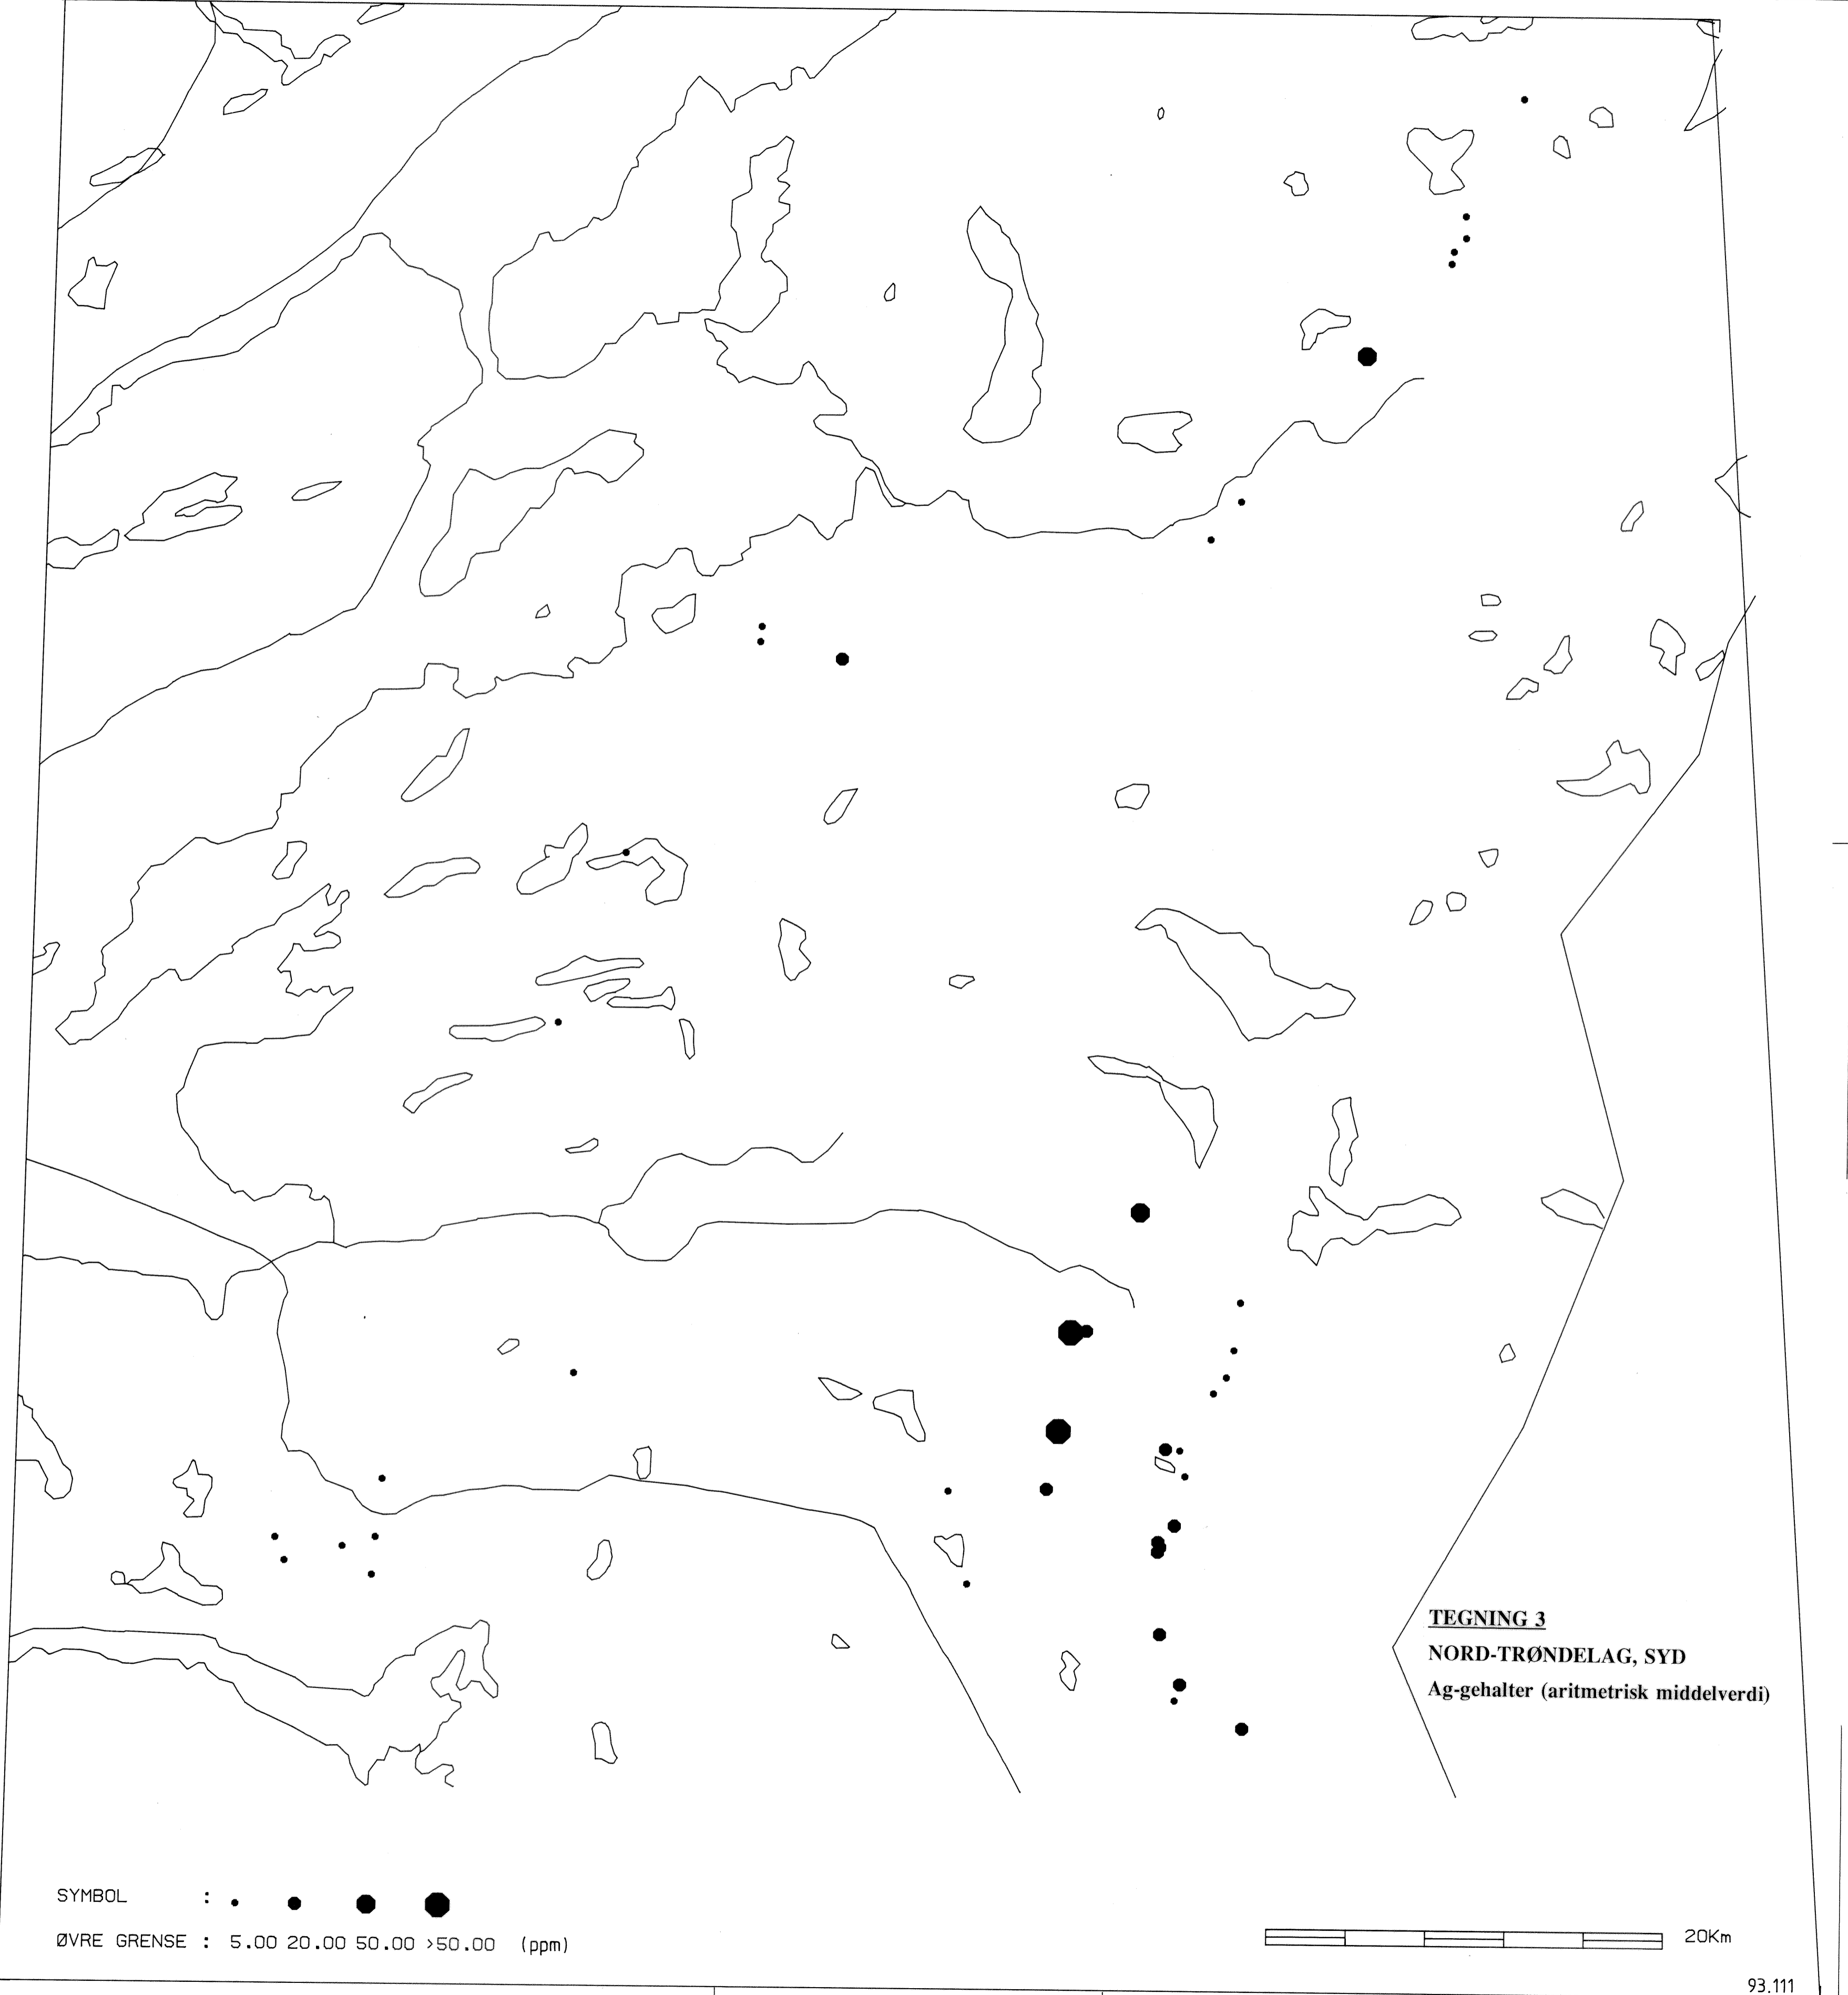 TEGNING 3
NORD-TRØNDELAG, SYD
Ag-gehalter (aritmetrisk middelverdi)
SYMBOL :
ØVRE GRENSE : 5.00 20.00 50.00 >50.00 (ppm)
20Km
93.111